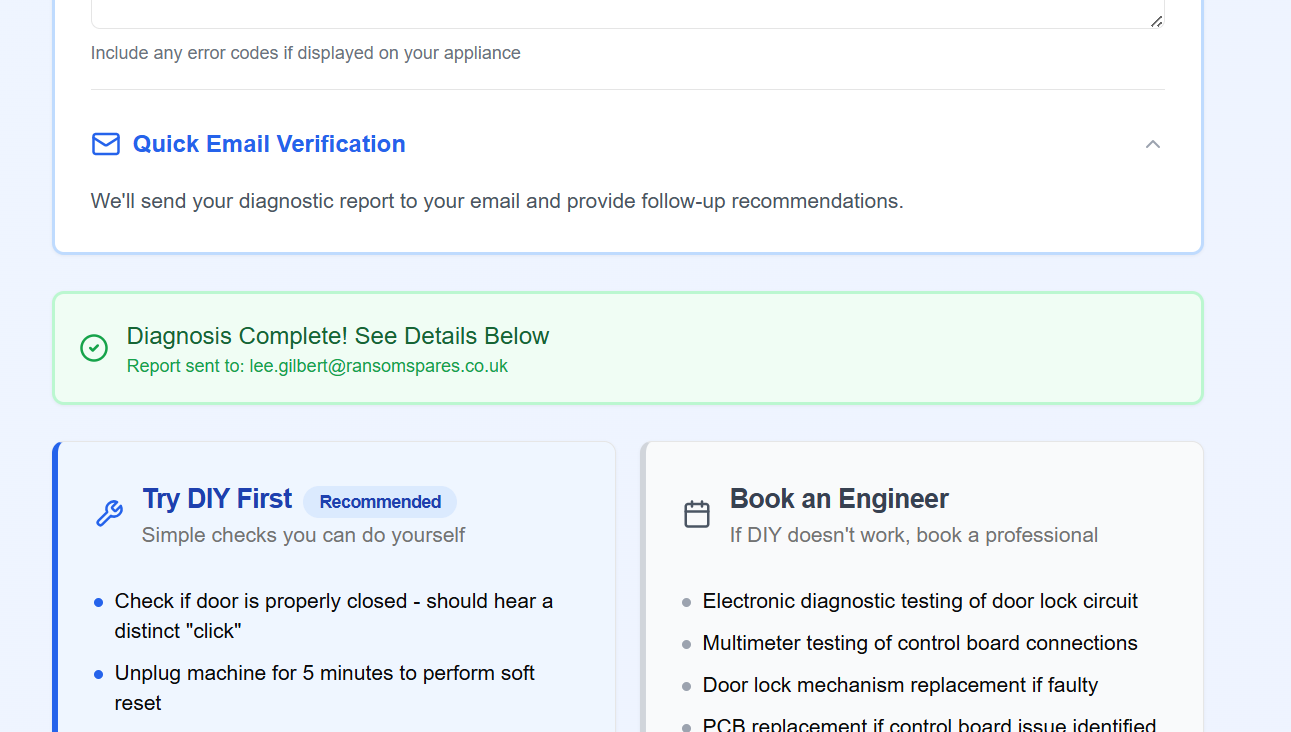 Include any error codes if displayed on your appliance
Quick Email Verification
We'll send your diagnostic report to your email and provide follow-up recommendations.
Diagnosis Complete! See Details Below
Report sent to: lee.gilbert@ransomspares.co.uk
Try DIY First Recommended
Simple checks you can do yourself
Check if door is properly closed - should hear a
distinct "click"
Unplug machine for 5 minutes to perform soft
reset
Book an Engineer
If DIY doesn't work, book a professional
Electronic diagnostic testing of door lock circuit
Multimeter testing of control board connections
Door lock mechanism replacement if faulty
PCB replacement if control board issue identified